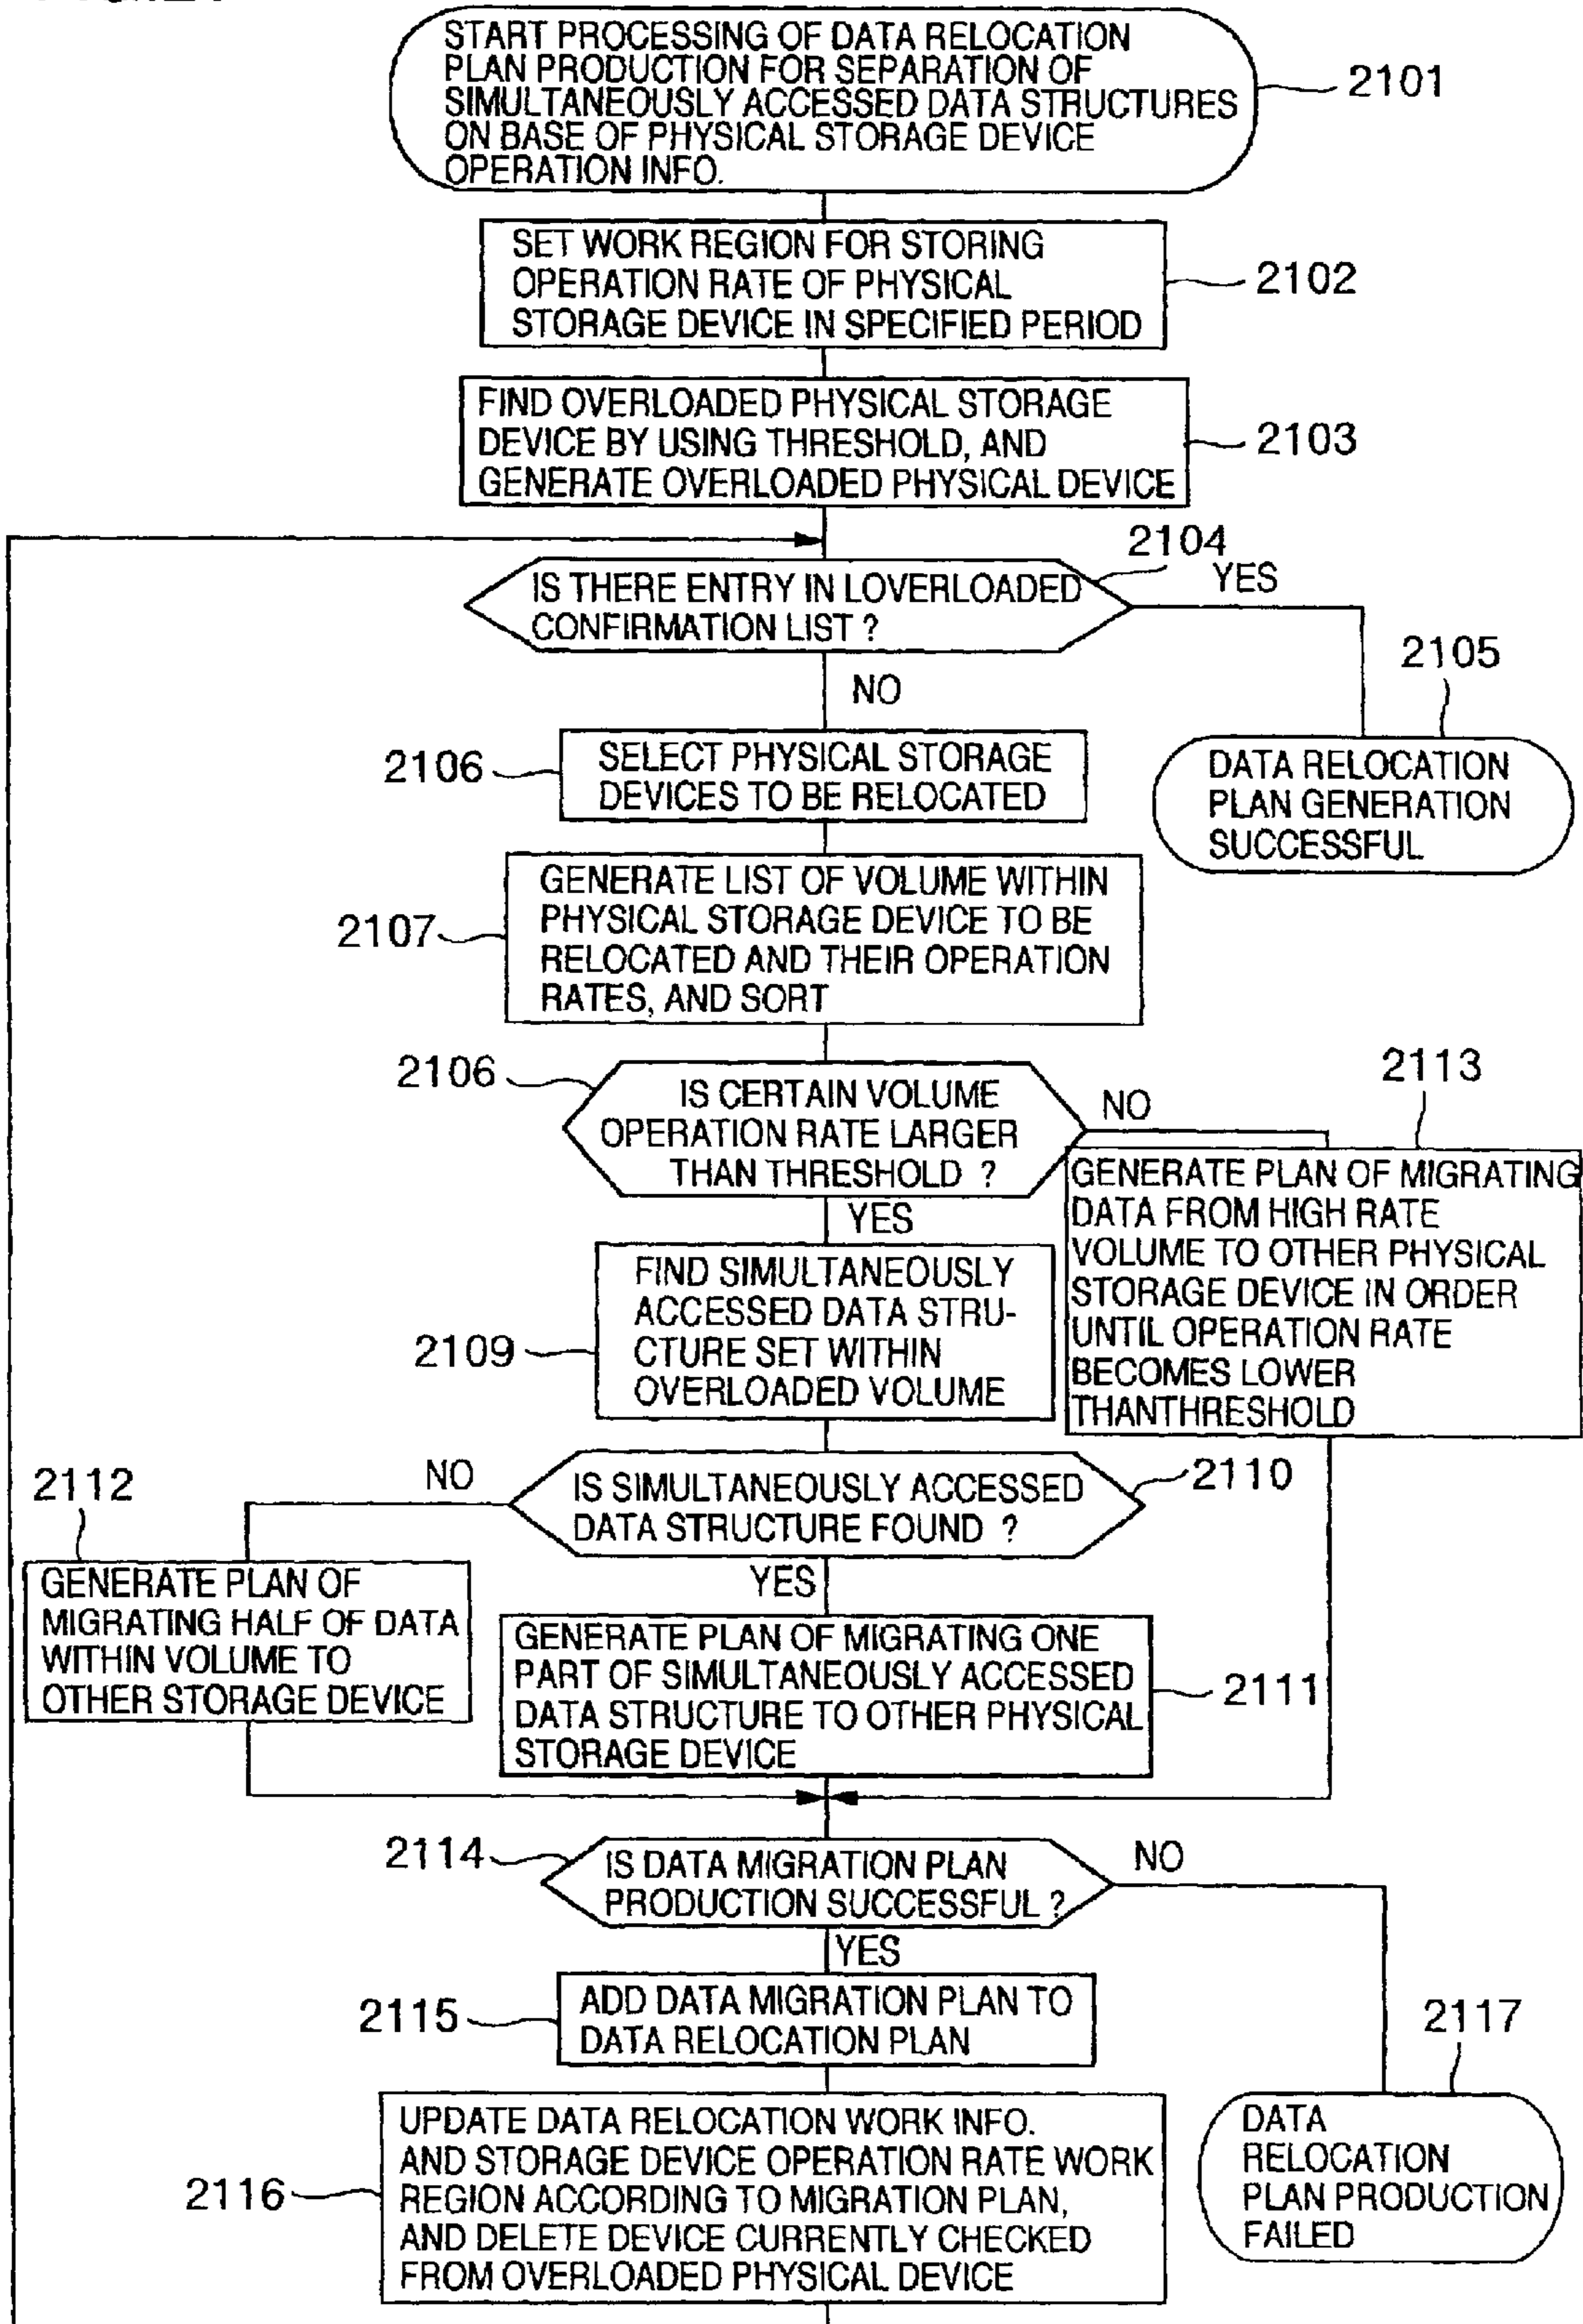 START PROCESSING OF DATA RELOCATION
PLAN PRODUCTION FOR SEPARATION OF
SIMULTANEOUSLY ACCESSED DATA STRUCTURES
ON BASE OF PHYSICAL STORAGE DEVICE
OPERATION INFO.
2101
SET WORK REGION FOR STORING
OPERATION RATE OF PHYSICAL
STORAGE DEVICE IN SPECIFIED PERIOD
2102
FIND OVERLOADED PHYSICAL STORAGE
DEVICE BY USING THRESHOLD, AND
GENERATE OVERLOADED PHYSICAL DEVICE
2103
2104
IS THERE ENTRY IN LOVERLOADED
CONFIRMATION LIST ?
YES
NO
2105
DATA RELOCATION
PLAN GENERATION
SUCCESSFUL
2106
SELECT PHYSICAL STORAGE
DEVICES TO BE RELOCATED
2107
GENERATE LIST OF VOLUME WITHIN
PHYSICAL STORAGE DEVICE TO BE
RELOCATED AND THEIR OPERATION
RATES, AND SORT
2106
IS CERTAIN VOLUME
OPERATION RATE LARGER
THAN THRESHOLD ?
NO
YES
2113
GENERATE PLAN OF MIGRATING
DATA FROM HIGH RATE
VOLUME TO OTHER PHYSICAL
STORAGE DEVICE IN ORDER
UNTIL OPERATION RATE
BECOMES LOWER
THANTHRESHOLD
2109
FIND SIMULTANEOUSLY
ACCESSED DATA STRU-
CTURE SET WITHIN
OVERLOADED VOLUME
2110
IS SIMULTANEOUSLY ACCESSED
DATA STRUCTURE FOUND ?
NO
YES
2112
GENERATE PLAN OF
MIGRATING HALF OF DATA
WITHIN VOLUME TO
OTHER STORAGE DEVICE
GENERATE PLAN OF MIGRATING ONE
PART OF SIMULTANEOUSLY ACCESSED
DATA STRUCTURE TO OTHER PHYSICAL
STORAGE DEVICE
2111
2114
IS DATA MIGRATION PLAN
PRODUCTION SUCCESSFUL ?
NO
YES
2115
ADD DATA MIGRATION PLAN TO
DATA RELOCATION PLAN
2117
DATA
RELOCATION
PLAN PRODUCTION
FAILED
2116
UPDATE DATA RELOCATION WORK INFO.
AND STORAGE DEVICE OPERATION RATE WORK
REGION ACCORDING TO MIGRATION PLAN,
AND DELETE DEVICE CURRENTLY CHECKED
FROM OVERLOADED PHYSICAL DEVICE